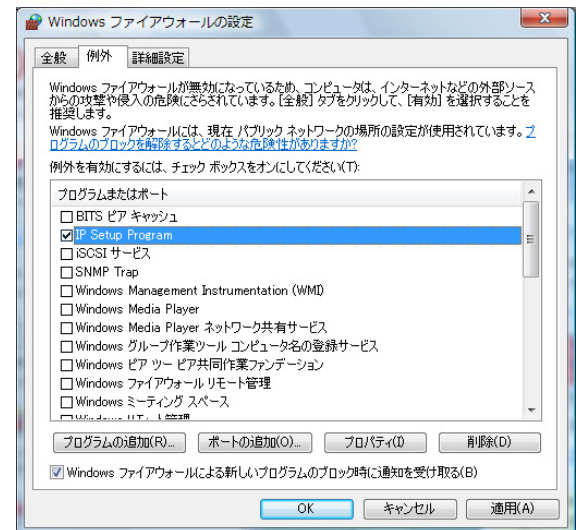 Windows ファイアウォールの設定
全般 例外 詳細設定
Windows ファイアウォールが無効になっているため、コンピュータは、インターネットなどの外部ソース
からの攻撃や侵入の危険にさらされています。[全般] タブをクリックして、[有効] を選択することを
推奨します。
Windows ファイアウォールには、現在 パブリック ネットワークの場所の設定が使用されています。プ
ログラムのブロックを解除するとどのような危険性がありますか?
例外を有効にするには、チェック ボックスをオンにしてください(T):
プログラムまたはポート
BITS ピア キャッシュ
IP Setup Program
iSCSI サービス
SNMP Trap
Windows Management Instrumentation (WMI)
Windows Media Player
Windows Media Player ネットワーク共有サービス
Windows グループ作業ツール コンピュータ名の登録サービス
Windows ピア ツー ピア共同作業ファンデーション
Windows ファイアウォール リモート管理
Windows ミーティング スペース
Windows リモート管理
プログラムの追加(R)... ポートの追加(O)... プロパティ(I) 削除(D)
Windows ファイアウォールによる新しいプログラムのブロック時に通知を受け取る(B)
OK キャンセル 適用(A)